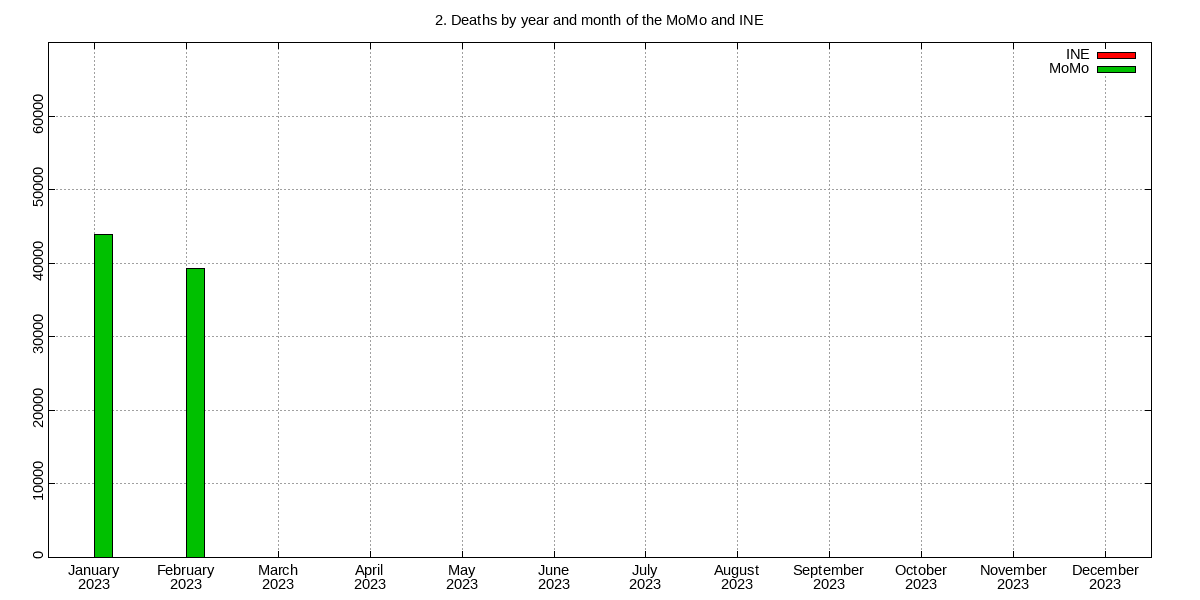 2. Deaths by year and month of the MoMo and INE
INE
MoMo
60000
50000
40000
30000
20000
10000
0
January February March April May June July August September October November December
2023 2023 2023 2023 2023 2023 2023 2023 2023 2023 2023 2023